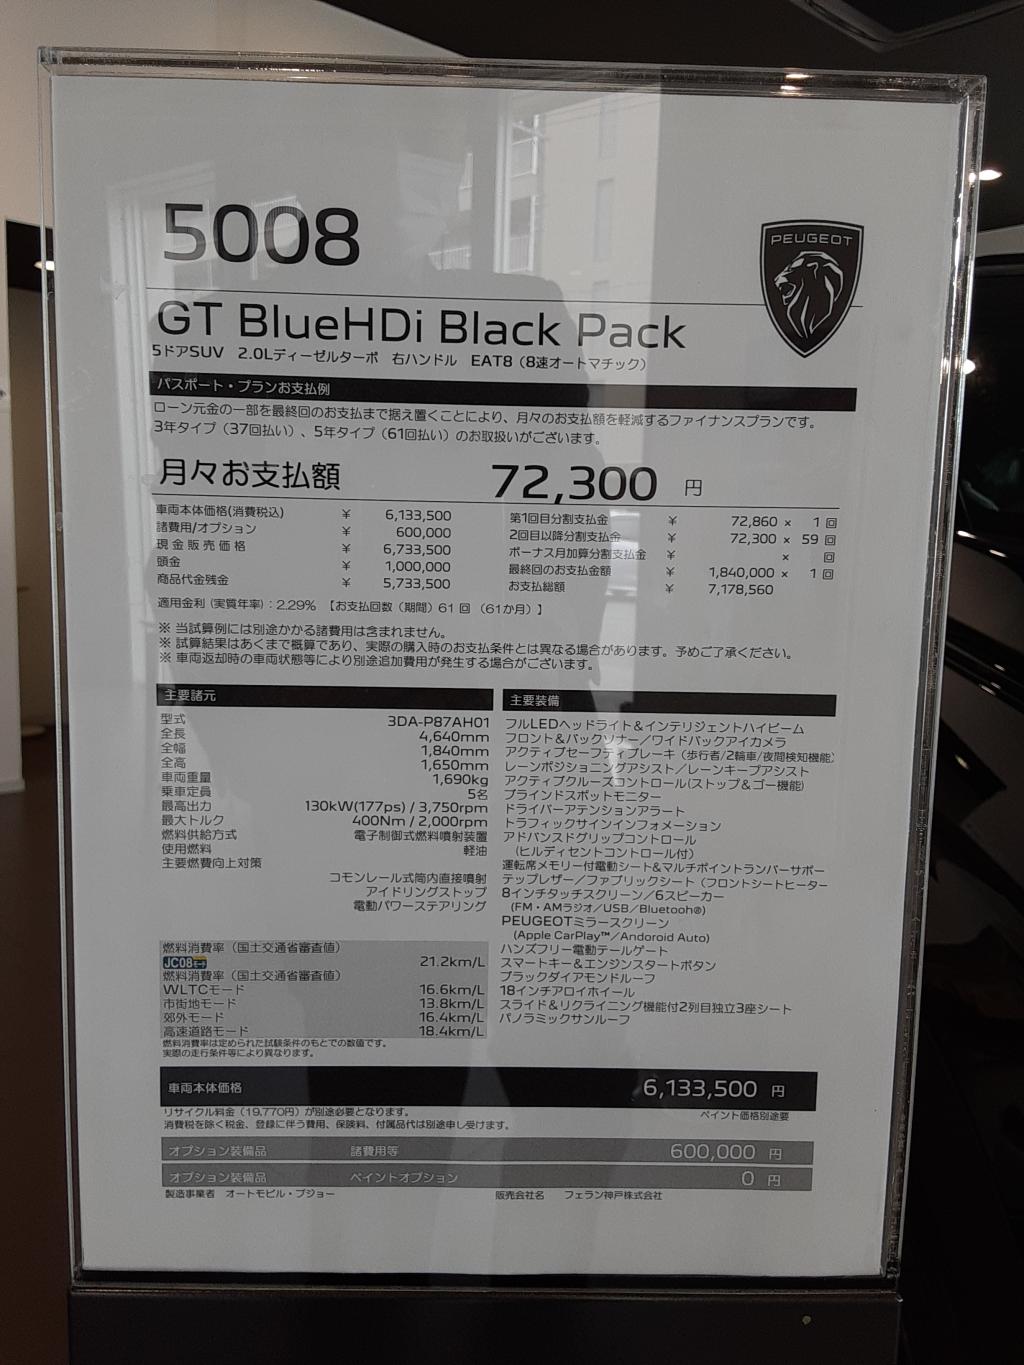 5008
PEUGEOT
GT BlueHDi Black Pack
5ドアSUV 2.0Lディーゼルターボ 右ハンドル EAT8（8速オートマチック）
パスポート・プランお支払例
ローン元金の一部を最終回のお支払まで据え置くことにより、月々のお支払額を軽減するファイナンスプランです。
3年タイプ（37回払い）、5年タイプ（61回払い）のお取扱いがございます。
月々お支払額 72,300 円
車両本体価格(消費税込) ¥ 6,133,500
諸費用/オプション ¥ 600,000
現金販売価格 ¥ 6,733,500
頭金 ¥ 1,000,000
商品代金残金 ¥ 5,733,500
第1回目分割支払金 ¥ 72,860 × 1 回
2回目以降分割支払金 ¥ 72,300 × 59 回
ボーナス月加算分割支払金 ¥ × 回
最終回のお支払金額 ¥ 1,840,000 × 1 回
お支払総額 ¥ 7,178,560
適用金利 (実質年率)：2.29% 【お支払回数（期間）61 回 （61か月）】
※ 当試算例には別途かかる諸費用は含まれません。
※ 試算結果はあくまで概算であり、実際の購入時のお支払条件とは異なる場合があります。予めご了承ください。
※ 車両返却時の車両状態等により別途追加費用が発生する場合がございます。
主要諸元
型式 3DA-P87AH01
全長 4,640mm
全幅 1,840mm
全高 1,650mm
車両重量 1,690kg
乗車定員 5名
最高出力 130kW(177ps) / 3,750rpm
最大トルク 400Nm / 2,000rpm
燃料供給方式 電子制御式燃料噴射装置
使用燃料 軽油
主要燃費向上対策
コモンレール式筒内直接噴射
アイドリングストップ
電動パワーステアリング
燃料消費率（国土交通省審査値）
JC08モード 21.2km/L
燃料消費率（国土交通省審査値）
WLTCモード 16.6km/L
市街地モード 13.8km/L
郊外モード 16.4km/L
高速道路モード 18.4km/L
燃料消費率は定められた試験条件のもとでの数値です。
実際の走行条件等により異なります。
主要装備
フルLEDヘッドライト＆インテリジェントハイビーム
フロント＆バックソナー／ワイドバックアイカメラ
アクティブセーフティブレーキ（歩行者/2輪車/夜間検知機能）
レーンポジショニングアシスト／レーンキープアシスト
アクティブクルーズコントロール(ストップ＆ゴー機能)
ブラインドスポットモニター
ドライバーアテンションアラート
トラフィックサインインフォメーション
アドバンスドグリップコントロール
（ヒルディセントコントロール付）
運転席メモリー付電動シート＆マルチポイントランバーサポー
テップレザー／ファブリックシート（フロントシートヒーター
8インチタッチスクリーン／6スピーカー
（FM・AMラジオ／USB／Bluetooh®）
PEUGEOTミラースクリーン
（Apple CarPlay™／Andoroid Auto）
ハンズフリー電動テールゲート
スマートキー＆エンジンスタートボタン
ブラックダイアモンドルーフ
18インチアロイホイール
スライド＆リクライニング機能付2列目独立3座シート
パノラミックサンルーフ
車両本体価格 6,133,500 円
リサイクル料金（19,770円）が別途必要となります。 ペイント価格別途要
消費税を除く税金、登録に伴う費用、保険料、付属品代は別途申し受けます。
オプション装備品 諸費用等 600,000 円
オプション装備品 ペイントオプション 0 円
製造事業者 オートモビル・プジョー 販売会社名 フェラン神戸株式会社